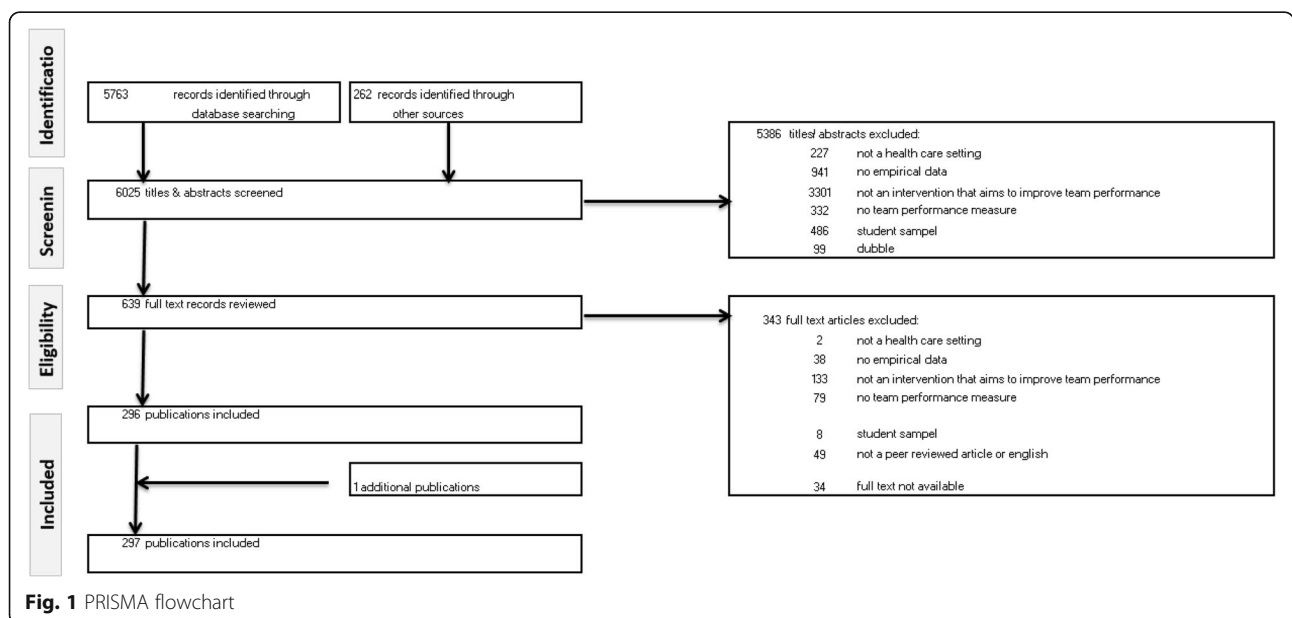 Identificatio
5763 records identified through
database searching
262 records identified through
other sources
5386 titles/ abstracts excluded:
227 not a health care setting
941 no empirical data
3301 not an intervention that aims to improve team performance
332 no team performance measure
486 student sampel
99 dubble
Screenin
6025 titles & abstracts screened
Eligibility
639 full text records reviewed
343 full text articles excluded:
2 not a health care setting
38 no empirical data
133 not an intervention that aims to improve team performance
79 no team performance measure
8 student sampel
49 not a peer reviewed article or english
34 full text not available
Included
296 publications included
1 additional publications
297 publications included
Fig. 1 PRISMA flowchart